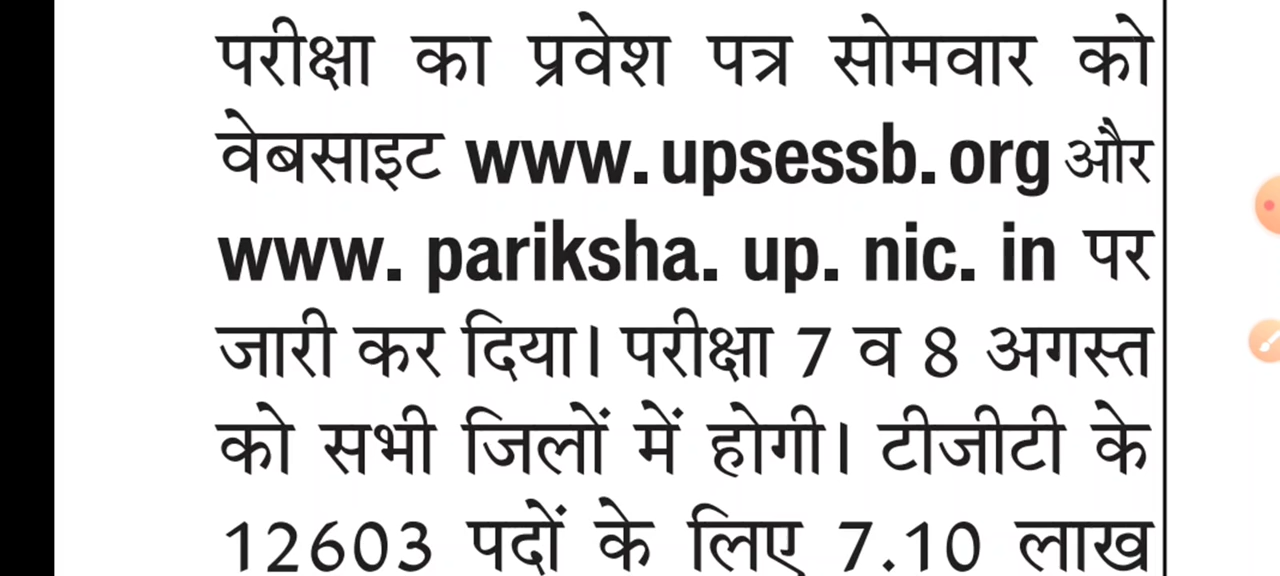 परीक्षा का प्रवेश पत्र सोमवार को
वेबसाइट www. upsessb. org और
www. pariksha. up. nic. in पर
जारी कर दिया। परीक्षा 7 व 8 अगस्त
को सभी जिलों में होगी। टीजीटी के
12603 पदों के लिए 7.10 लाख